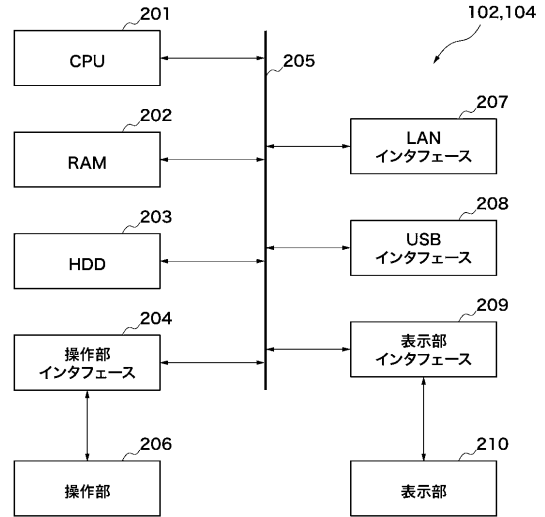 201
CPU
102,104
205
202
RAM
207
LAN
インタフェース
203
HDD
208
USB
インタフェース
204
操作部
インタフェース
209
表示部
インタフェース
206
操作部
210
表示部